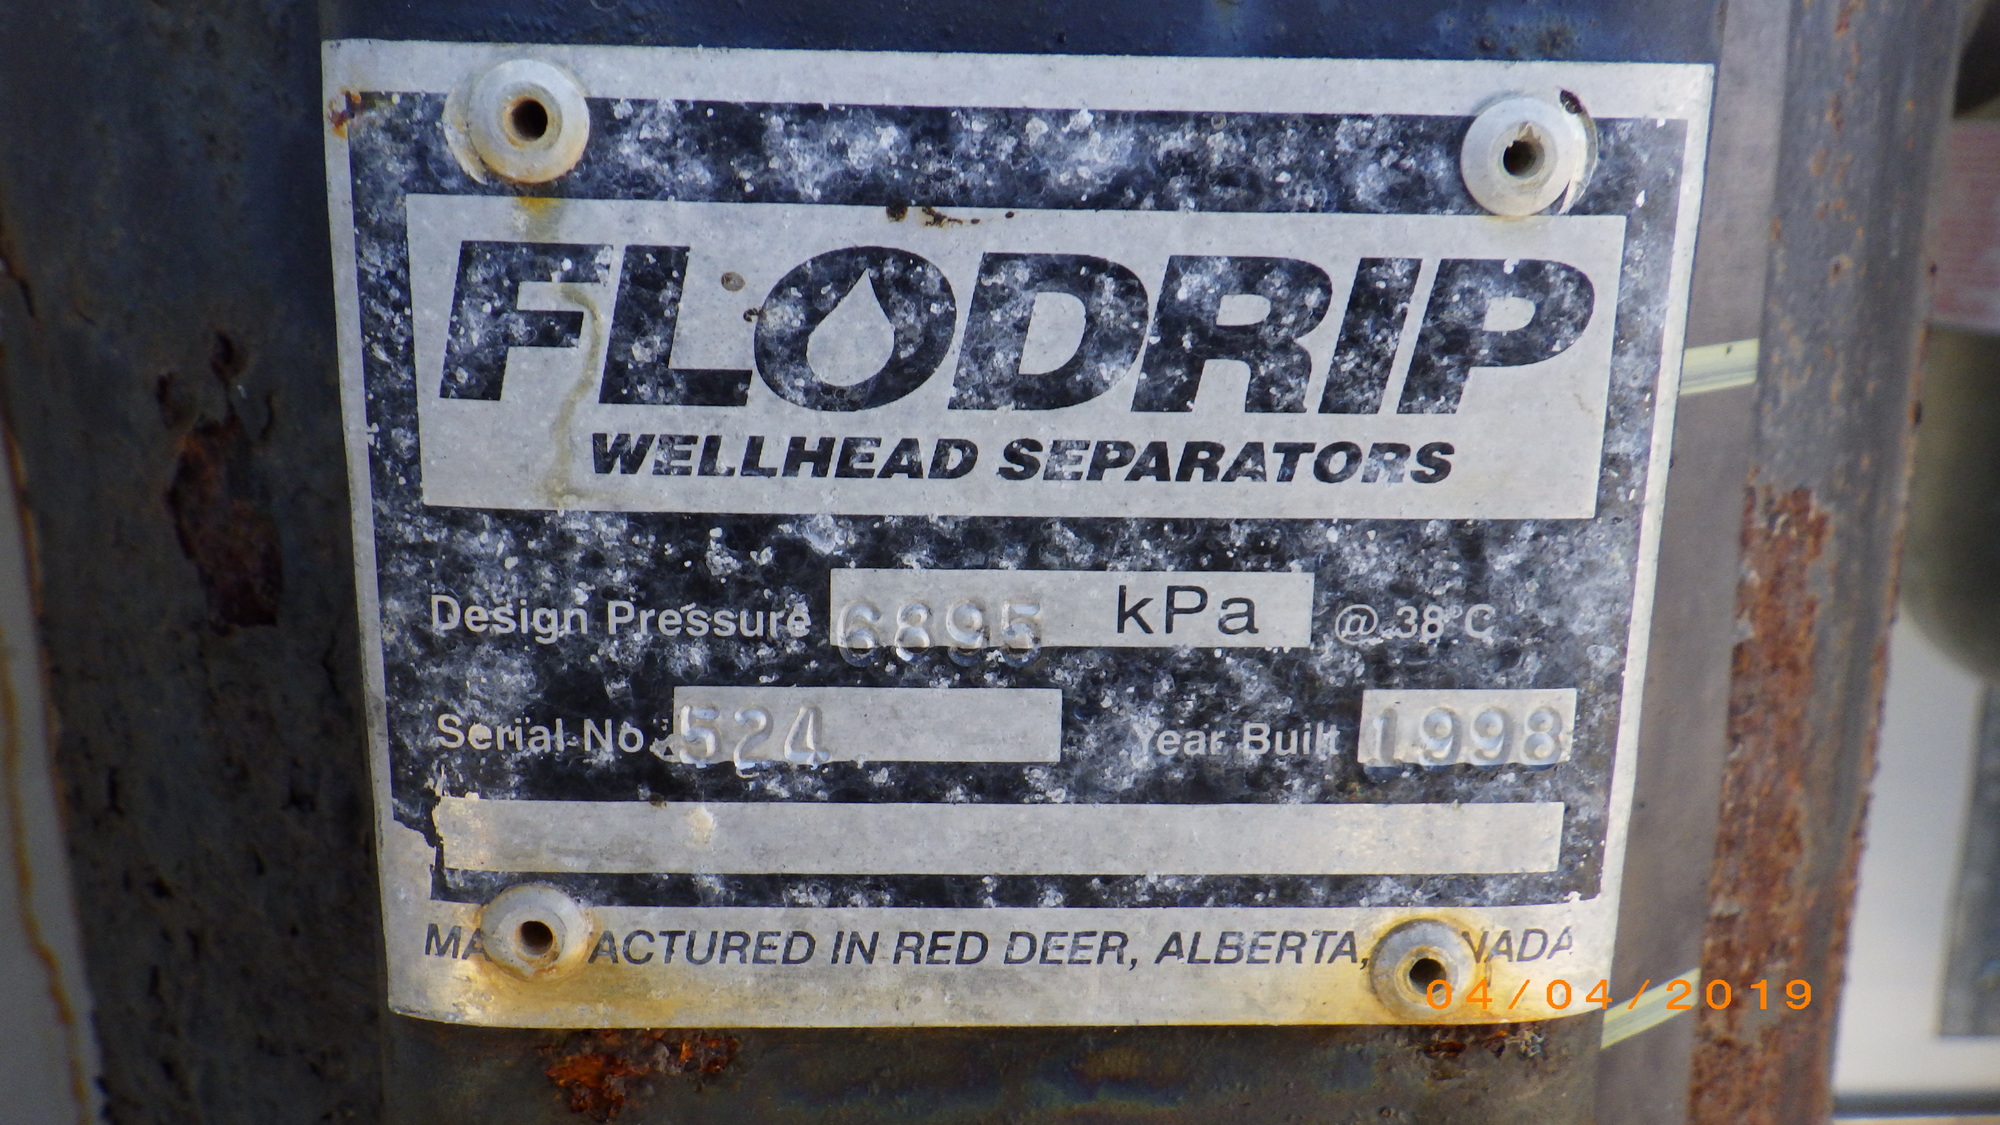 FLODRIP
WELLHEAD SEPARATORS
Design Pressure 6895 kPa @ 38°C
Serial No. 524 Year Built 1998
MA ACTURED IN RED DEER, ALBERTA, NADA
04/04/2019